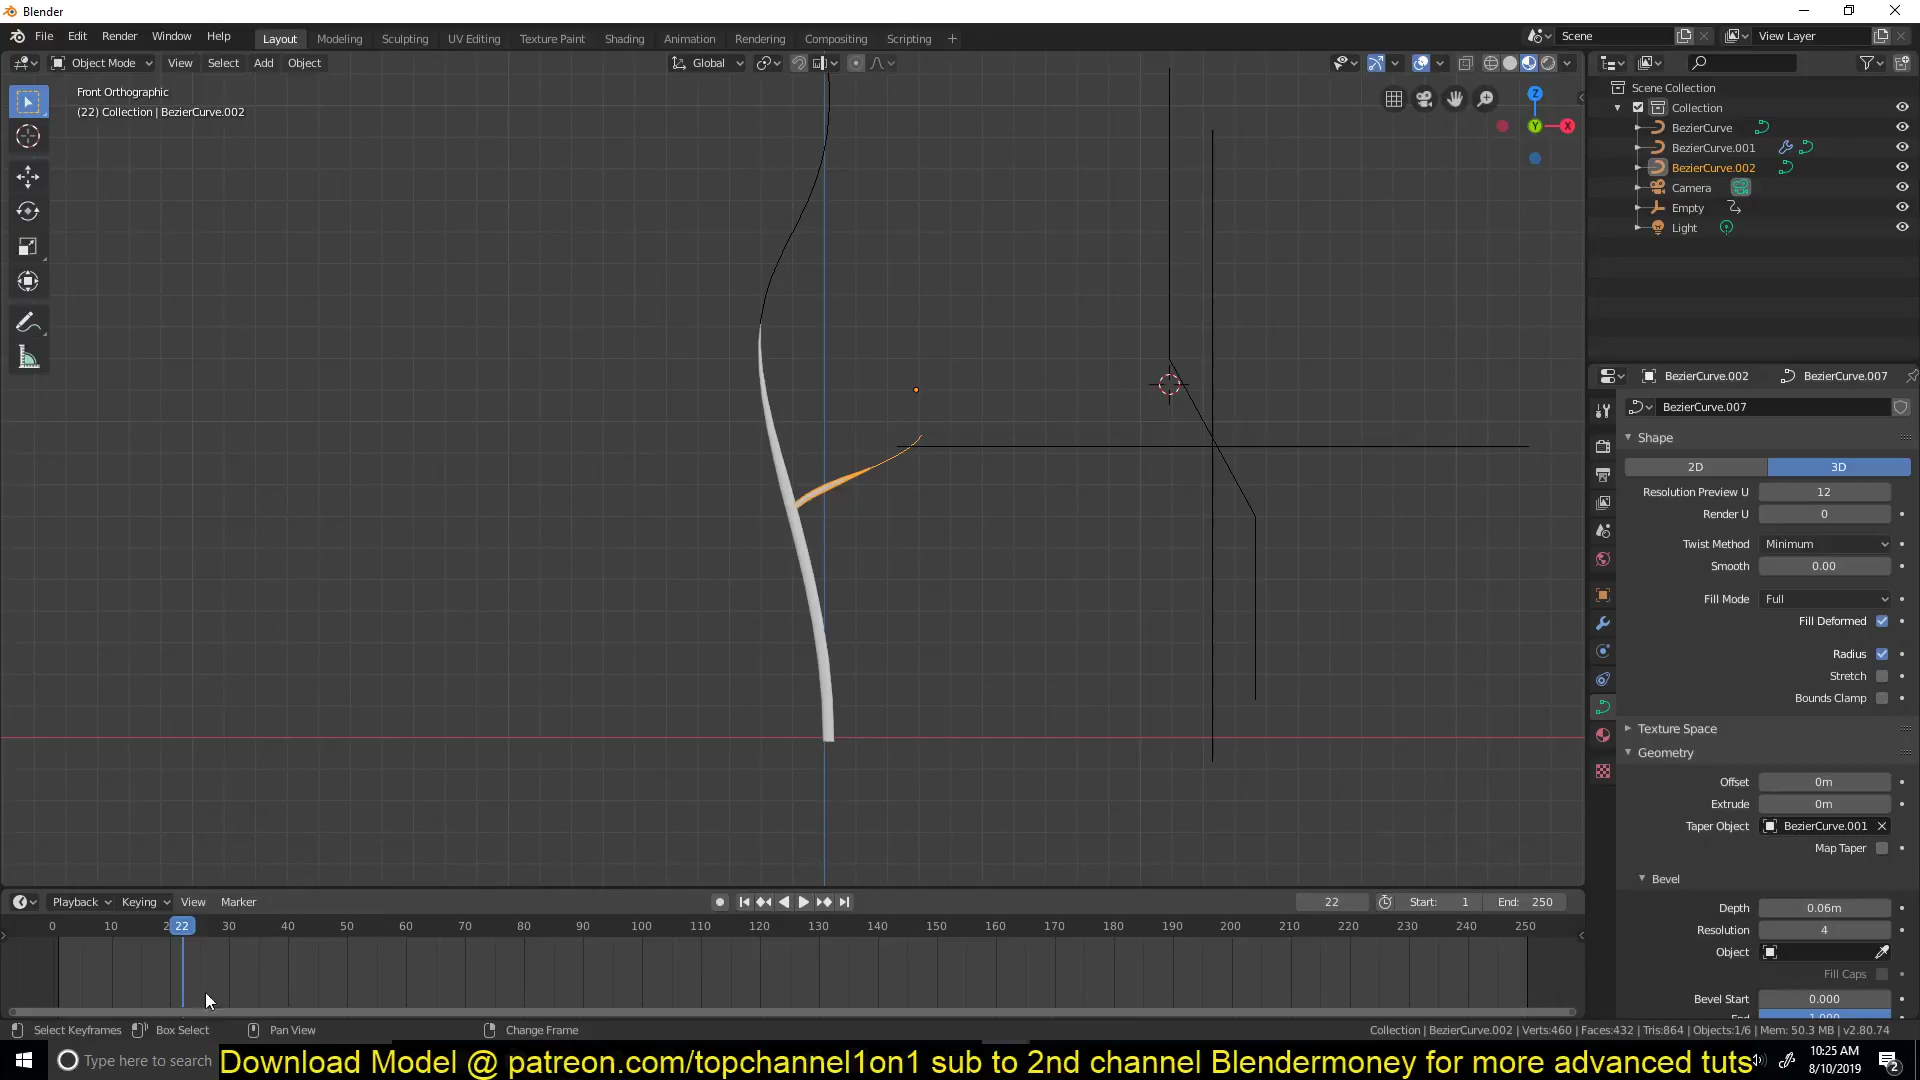 Blender
File Edit Render Window Help
Layout Modeling Sculpting UV Editing Texture Paint Shading Animation Rendering Compositing Scripting +
Scene
View Layer
Object Mode View Select Add Object
Global
Front Orthographic
(22) Collection | BezierCurve.002
Z
Y
X
Scene Collection
Collection
BezierCurve
BezierCurve.001
BezierCurve.002
Camera
Empty
Light
BezierCurve.002 BezierCurve.007
BezierCurve.007
Shape
2D 3D
Resolution Preview U 12
Render U 0
Twist Method Minimum
Smooth 0.00
Fill Mode Full
Fill Deformed
Radius
Stretch
Bounds Clamp
Texture Space
Geometry
Offset 0m
Extrude 0m
Taper Object BezierCurve.001
Map Taper
Bevel
Depth 0.06m
Resolution 4
Object
Fill Caps
Bevel Start 0.000
Playback Keying View Marker
22 Start: 1 End: 250
0 10 22 30 40 50 60 70 80 90 100 110 120 130 140 150 160 170 180 190 200 210 220 230 240 250
Select Keyframes Box Select Pan View Change Frame
Collection | BezierCurve.002 | Verts:460 | Faces:432 | Tris:864 | Objects:1/6 | Mem: 50.3 MB | v2.80.74
Type here to search
Download Model @ patreon.com/topchannel1on1 sub to 2nd channel Blendermoney for more advanced tuts
10:25 AM
8/10/2019
2